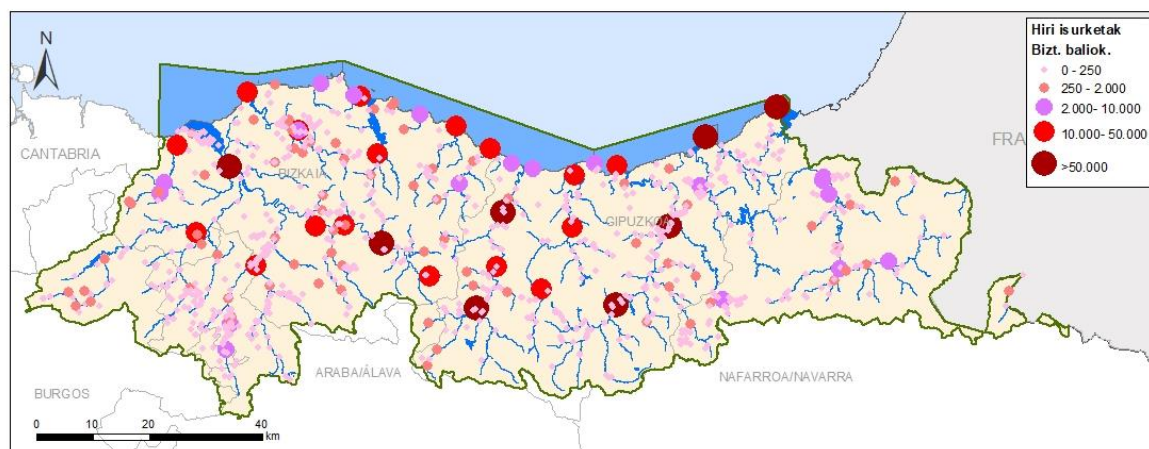 N
Hiri isurketak
Bizt. baliok.
0 - 250
250 - 2.000
2.000- 10.000
10.000- 50.000
>50.000
FRA
CANTABRIA
BIZKAIA
GIPUZKOA
ARABA/ÁLAVA
NAFARROA/NAVARRA
BURGOS
0 10 20 40
km